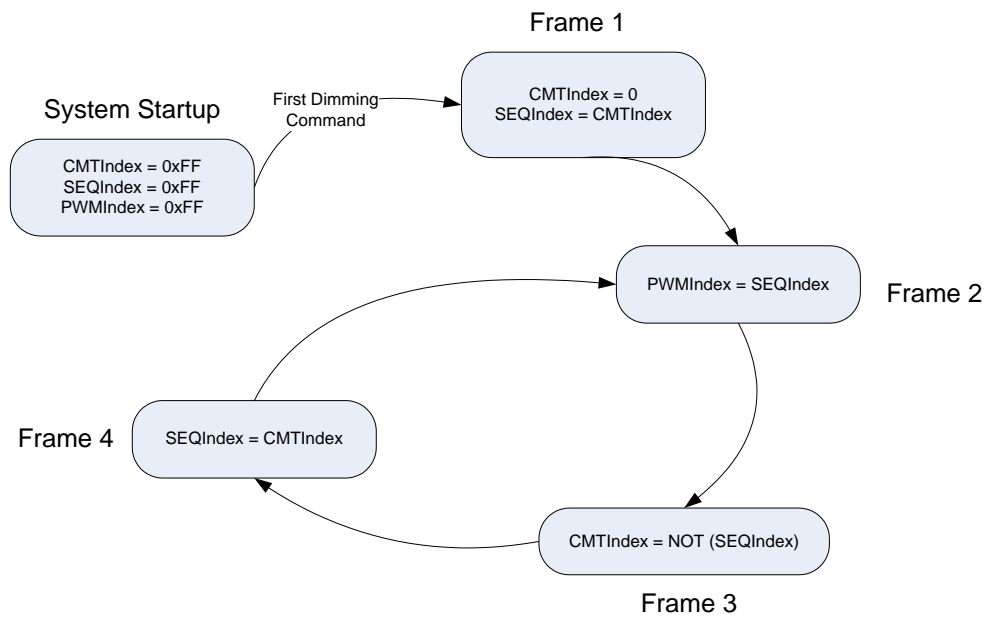 Frame 1
CMTIndex = 0
SEQIndex = CMTIndex
System Startup
First Dimming
Command
CMTIndex = 0xFF
SEQIndex = 0xFF
PWMIndex = 0xFF
PWMIndex = SEQIndex
Frame 2
Frame 4
SEQIndex = CMTIndex
CMTIndex = NOT (SEQIndex)
Frame 3